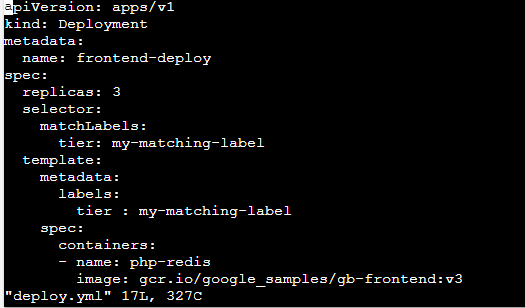 apiVersion: apps/v1
kind: Deployment
metadata:
  name: frontend-deploy
spec:
  replicas: 3
  selector:
    matchLabels:
      tier: my-matching-label
  template:
    metadata:
      labels:
        tier : my-matching-label
    spec:
      containers:
      - name: php-redis
        image: gcr.io/google_samples/gb-frontend:v3
"deploy.yml" 17L, 327C